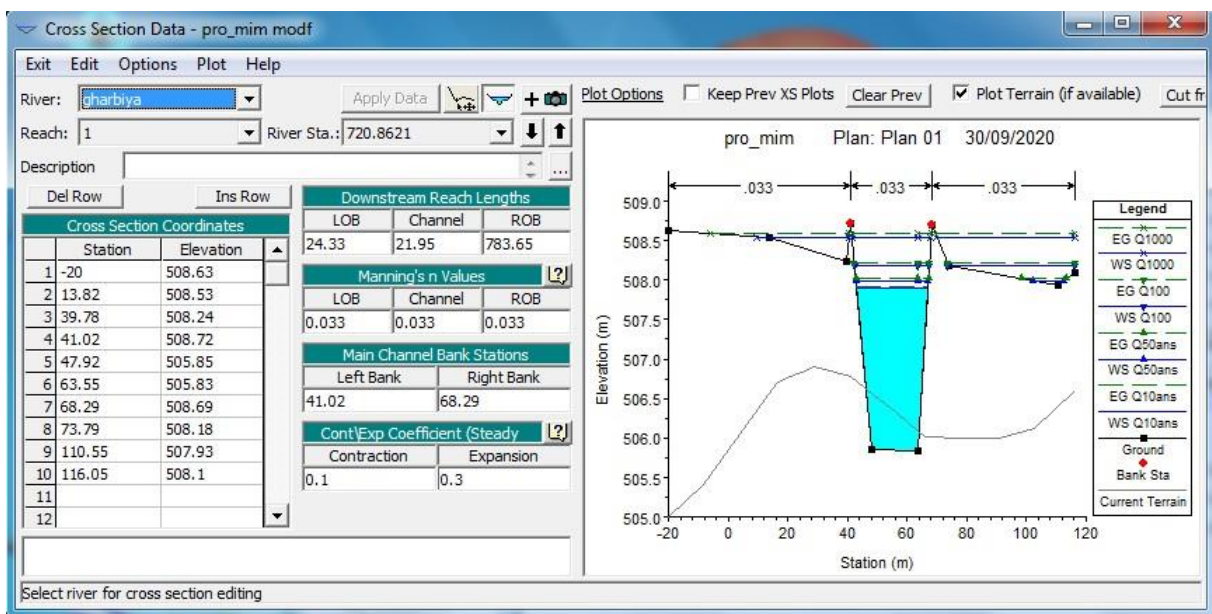 Cross Section Data - pro_mim modf
Exit Edit Options Plot Help
River: gharbiya Apply Data + Plot Options Keep Prev XS Plots Clear Prev Plot Terrain (if available) Cut fr
Reach: 1 River Sta.: 720.8621
Description ...
Del Row Ins Row
Cross Section Coordinates
Station Elevation
1 -20 508.63
2 13.82 508.53
3 39.78 508.24
4 41.02 508.72
5 47.92 505.85
6 63.55 505.83
7 68.29 508.69
8 73.79 508.18
9 110.55 507.93
10 116.05 508.1
11
12
Downstream Reach Lengths
LOB Channel ROB
24.33 21.95 783.65
Manning's n Values ?
LOB Channel ROB
0.033 0.033 0.033
Main Channel Bank Stations
Left Bank Right Bank
41.02 68.29
Cont\Exp Coefficient (Steady ?
Contraction Expansion
0.1 0.3
pro_mim Plan: Plan 01 30/09/2020
.033 .033 .033
509.0
508.5
508.0
507.5
507.0
506.5
506.0
505.5
505.0
Elevation (m)
-20 0 20 40 60 80 100 120
Station (m)
Legend
EG Q1000
WS Q1000
EG Q100
WS Q100
EG Q50ans
WS Q50ans
EG Q10ans
WS Q10ans
Ground
Bank Sta
Current Terrain
Select river for cross section editing